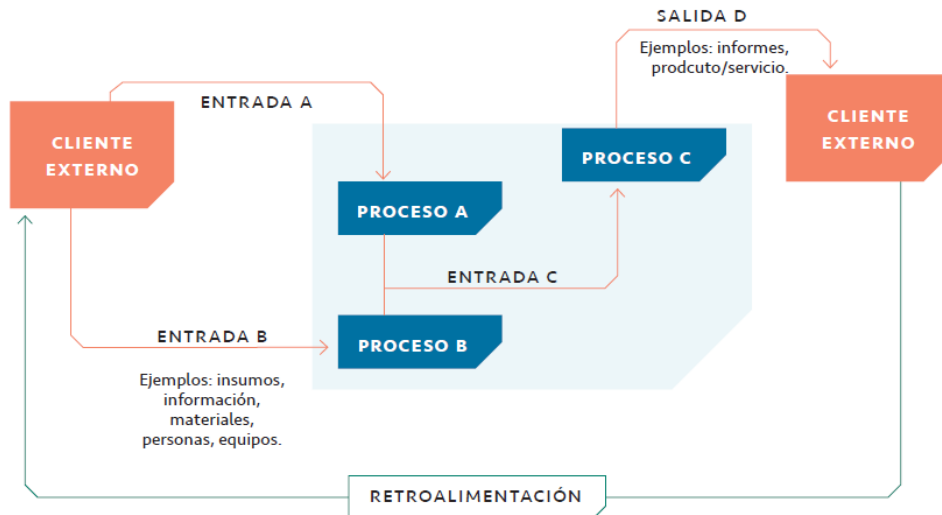 SALIDA D
Ejemplos: informes,
prodcuto/servicio.
ENTRADA A
CLIENTE
EXTERNO
CLIENTE
EXTERNO
PROCESO C
PROCESO A
ENTRADA C
ENTRADA B
PROCESO B
Ejemplos: insumos,
información,
materiales,
personas, equipos.
RETROALIMENTACIÓN